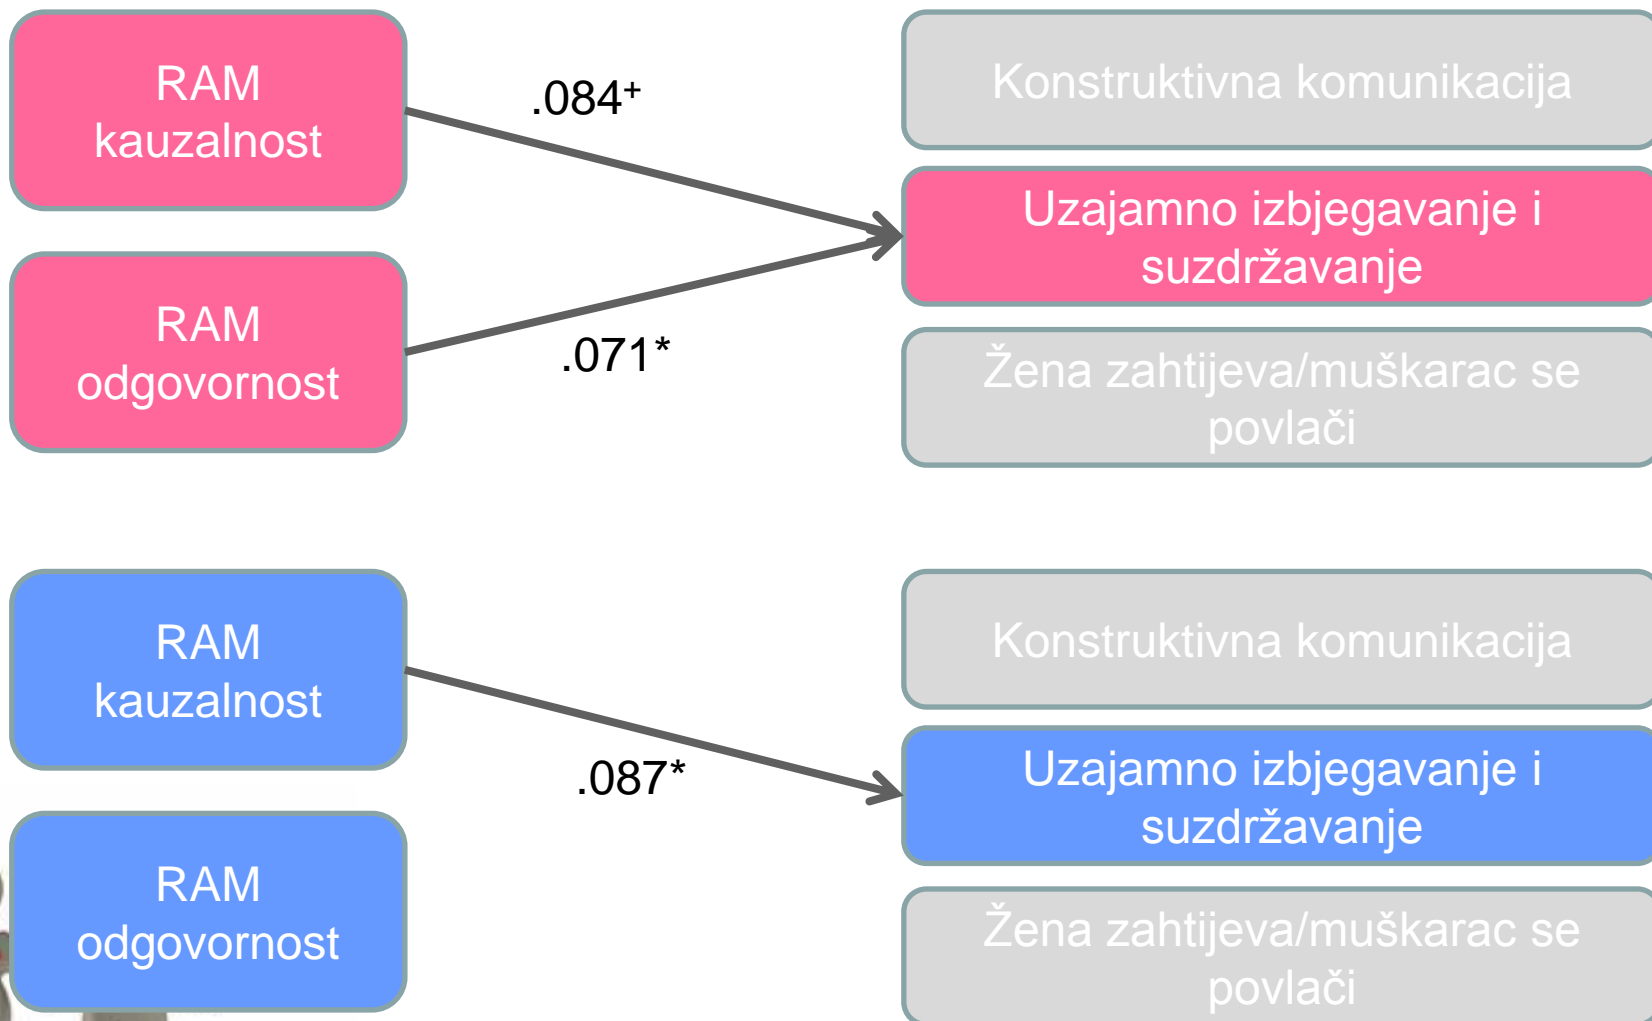 RAM
kauzalnost
.084⁺
Konstruktivna komunikacija
Uzajamno izbjegavanje i
suzdržavanje
RAM
odgovornost
.071*
Žena zahtijeva/muškarac se
povlači
RAM
kauzalnost
.087*
Konstruktivna komunikacija
Uzajamno izbjegavanje i
suzdržavanje
RAM
odgovornost
Žena zahtijeva/muškarac se
povlači